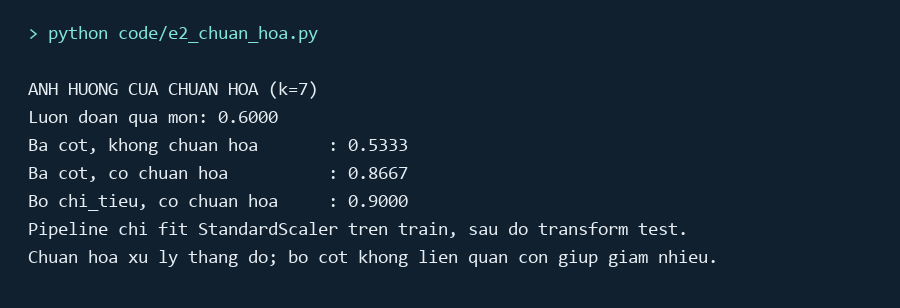 > python code/e2_chuan_hoa.py
ANH HUONG CUA CHUAN HOA (k=7)
Luon doan qua mon: 0.6000
Ba cot, khong chuan hoa       : 0.5333
Ba cot, co chuan hoa          : 0.8667
Bo chi_tieu, co chuan hoa     : 0.9000
Pipeline chi fit StandardScaler tren train, sau do transform test.
Chuan hoa xu ly thang do; bo cot khong lien quan con giup giam nhieu.